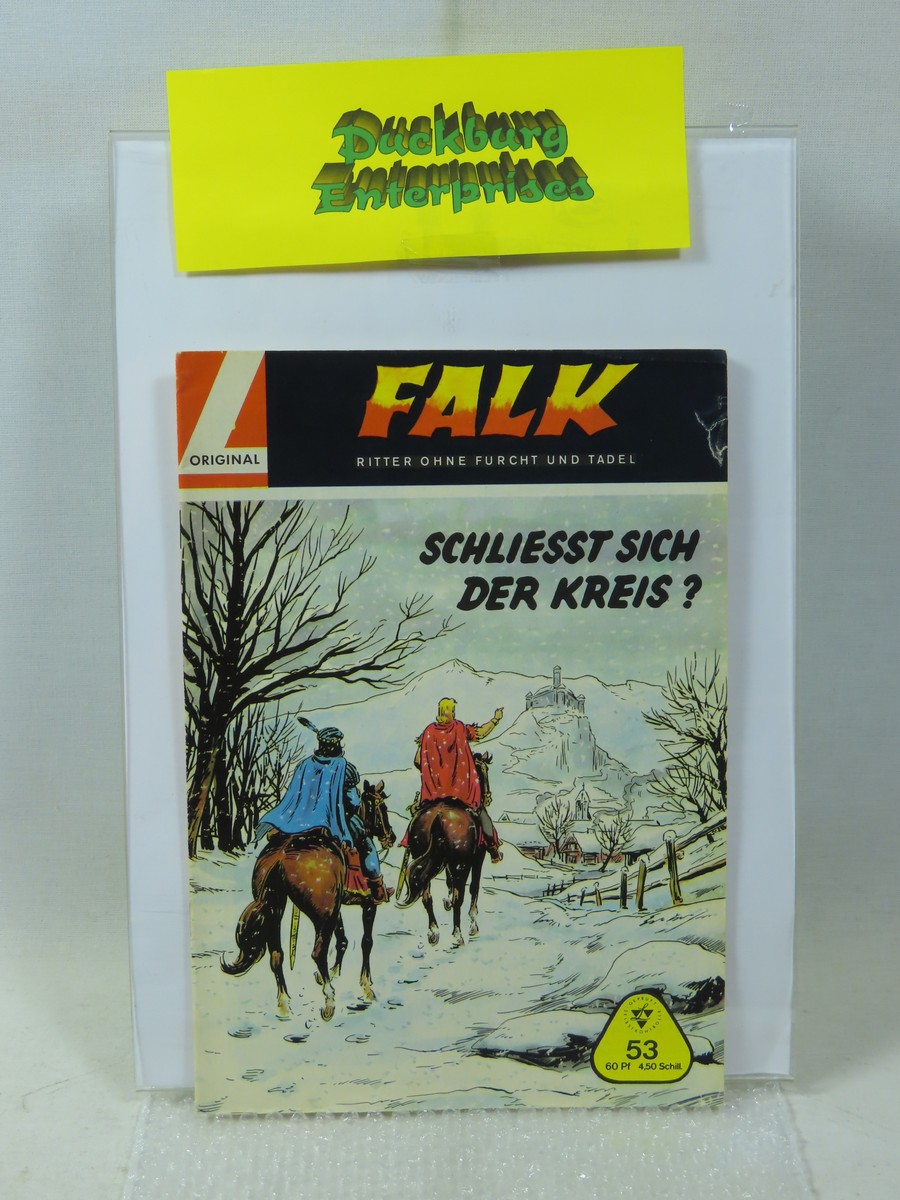 Duckburg
Enterprises
ORIGINAL
FALK
RITTER OHNE FURCHT UND TADEL
SCHLIESST SICH
DER KREIS ?
53
60 Pf 4,50 Schill.